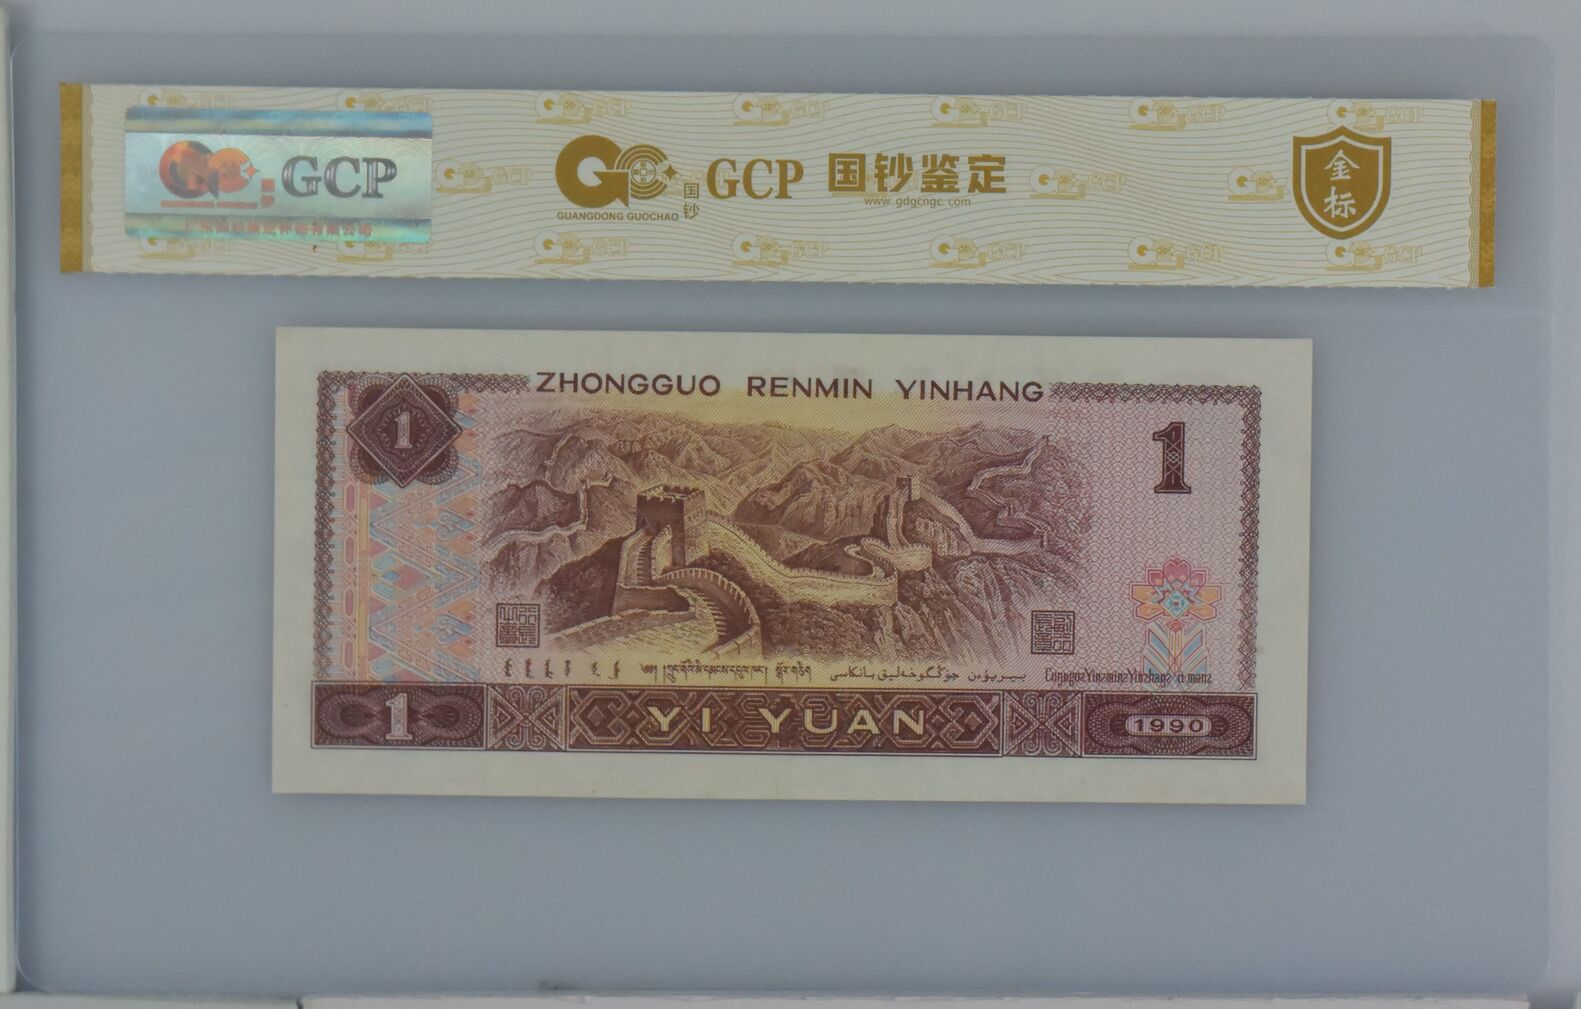 GCP
GUANGDONG GUOCHAO
国钞
GCP 国钞鉴定
www.gdgcngc.com
金标
ZHONGGUO RENMIN YINHANG
1
1
1
YI YUAN
1990